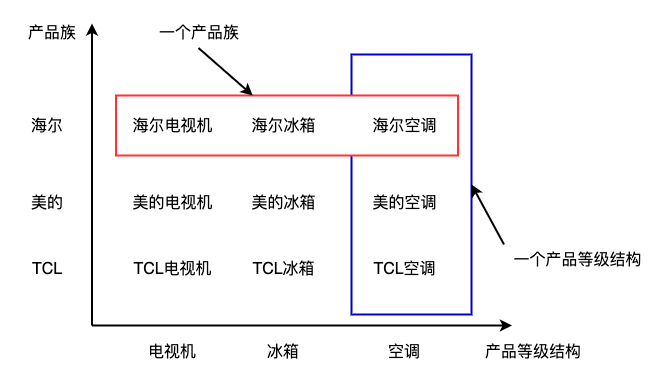 产品族
一个产品族
海尔
海尔电视机
海尔冰箱
海尔空调
美的
美的电视机
美的冰箱
美的空调
一个产品等级结构
TCL
TCL电视机
TCL冰箱
TCL空调
电视机
冰箱
空调
产品等级结构